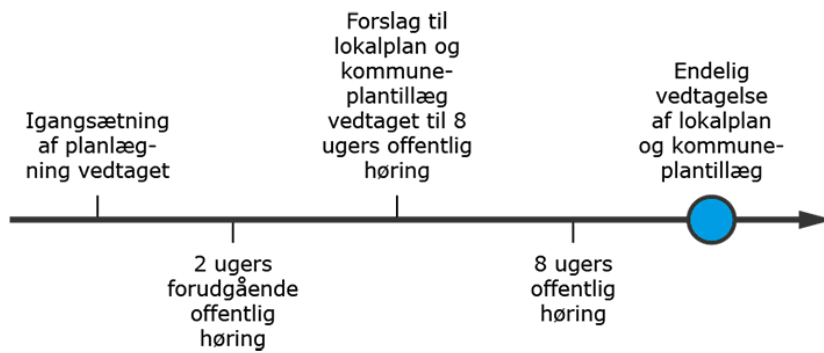 Igangsætning
af planlæg-
ning vedtaget
2 ugers
forudgående
offentlig
høring
Forslag til
lokalplan og
kommune-
plantillæg
vedtaget til 8
ugers offentlig
høring
8 ugers
offentlig
høring
Endelig
vedtagelse
af lokalplan
og kommune-
plantillæg